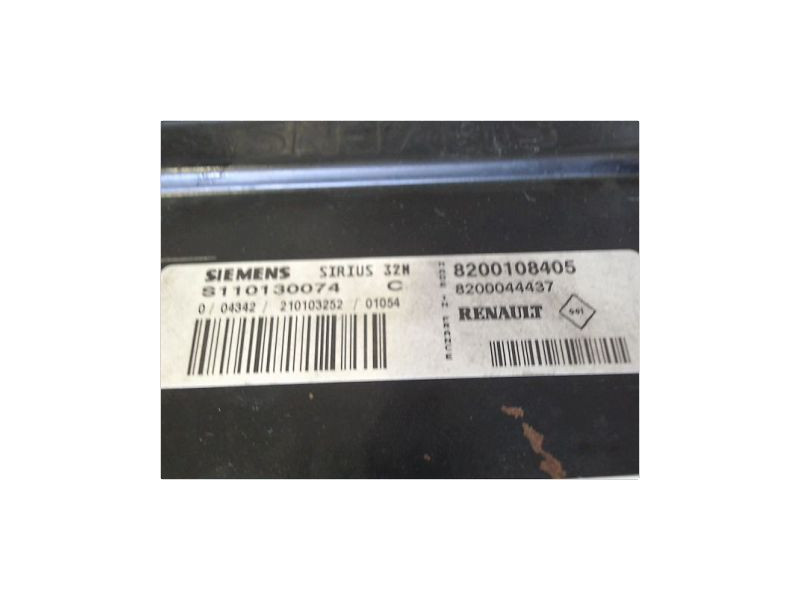 SIEMENS SIRIUS 32N
S110130074 C
0 / 04342 / 210103252 / 01054
8200108405
8200044437
RENAULT
MADE IN FRANCE